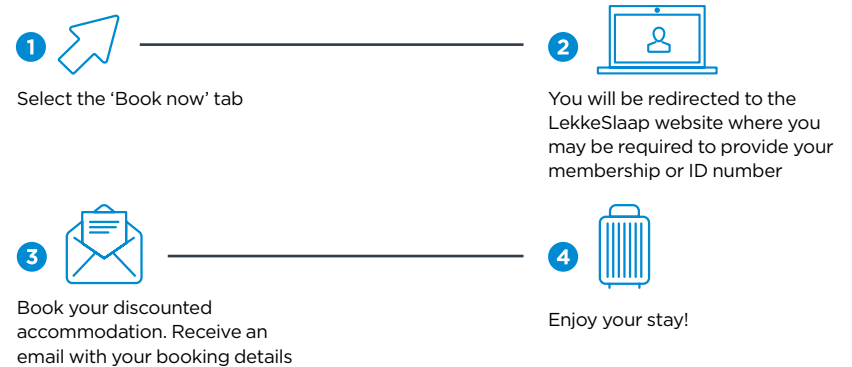 1
Select the ‘Book now’ tab
2
You will be redirected to the
LekkeSlaap website where you
may be required to provide your
membership or ID number
3
Book your discounted
accommodation. Receive an
email with your booking details
4
Enjoy your stay!